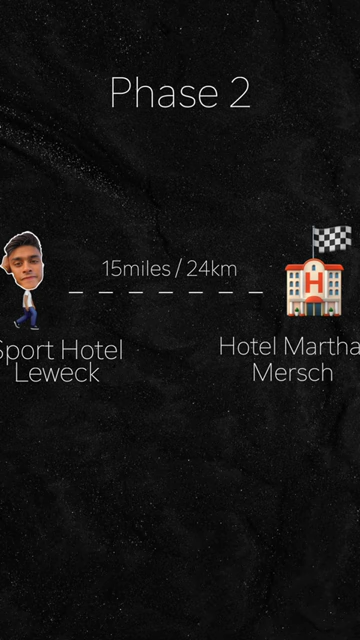 Phase 2
15miles / 24km
H
Sport Hotel
Leweck
Hotel Martha
Mersch